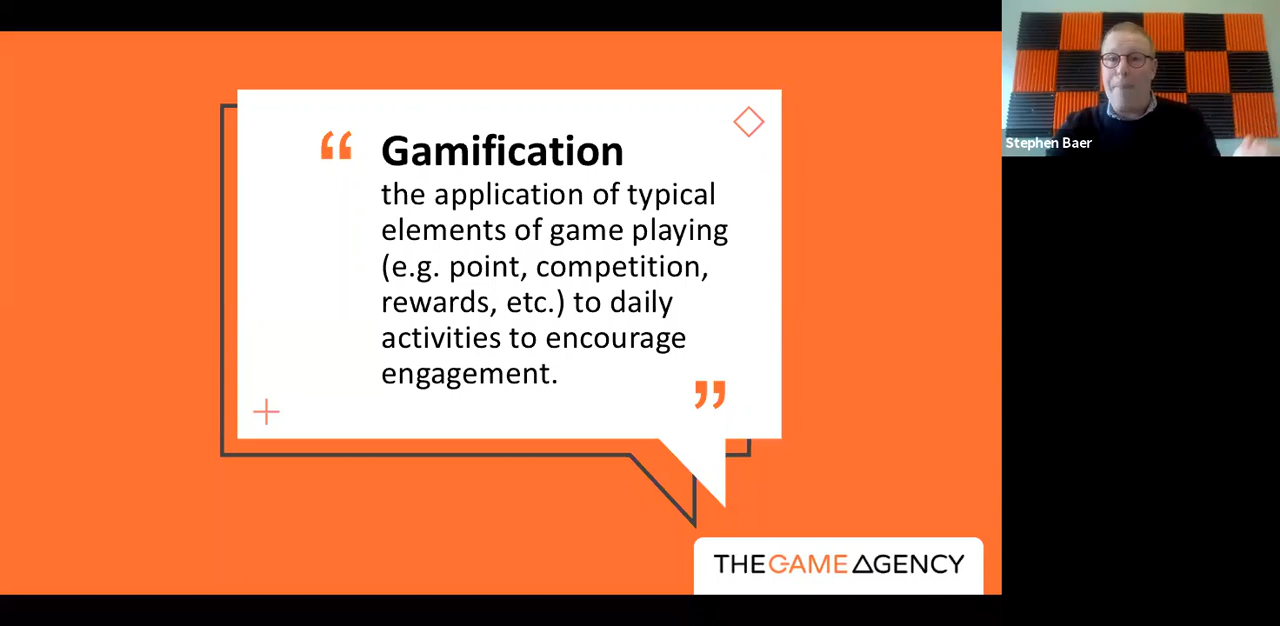 “ Gamification
the application of typical
elements of game playing
(e.g. point, competition,
rewards, etc.) to daily
activities to encourage
engagement. ”
THE GAME AGENCY
Stephen Baer